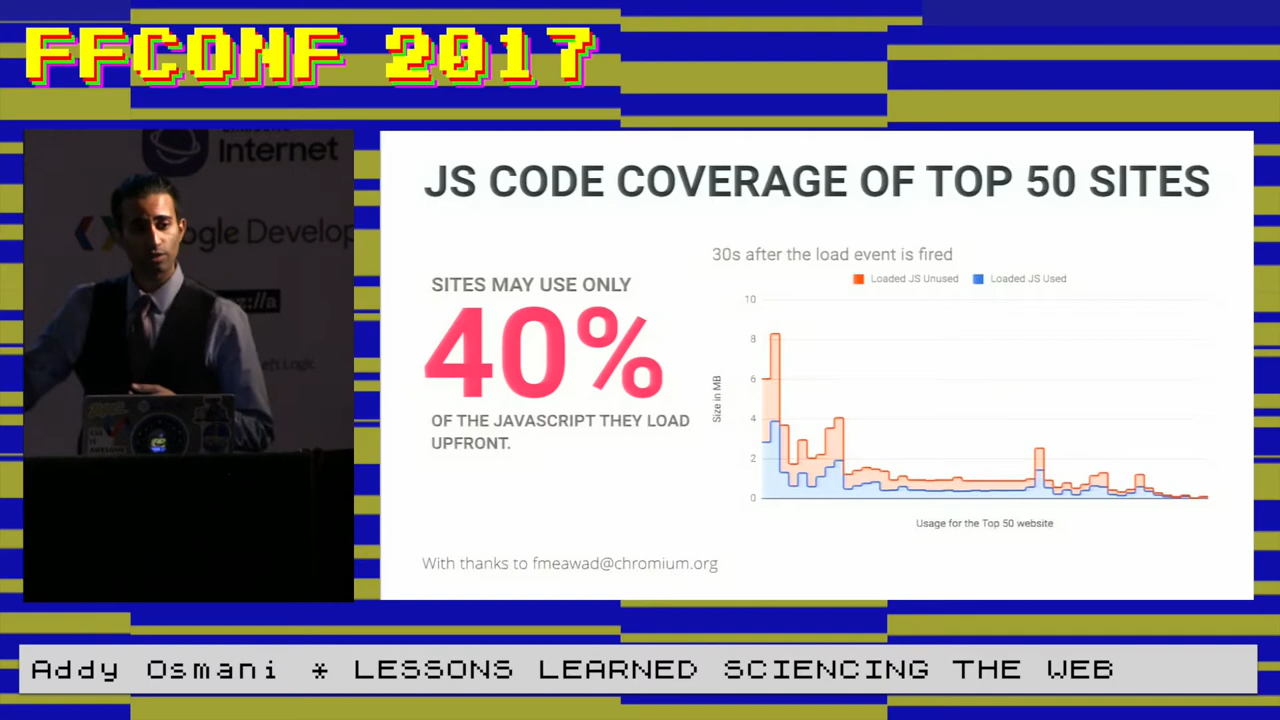 FFCONF 2017
Internet
Google Develop
JS CODE COVERAGE OF TOP 50 SITES
SITES MAY USE ONLY
40%
OF THE JAVASCRIPT THEY LOAD
UPFRONT.
30s after the load event is fired
Loaded JS Unused
Loaded JS Used
Size in MB
10
8
6
4
2
0
Usage for the Top 50 website
With thanks to fmeawad@chromium.org
Addy Osmani * LESSONS LEARNED SCIENCING THE WEB